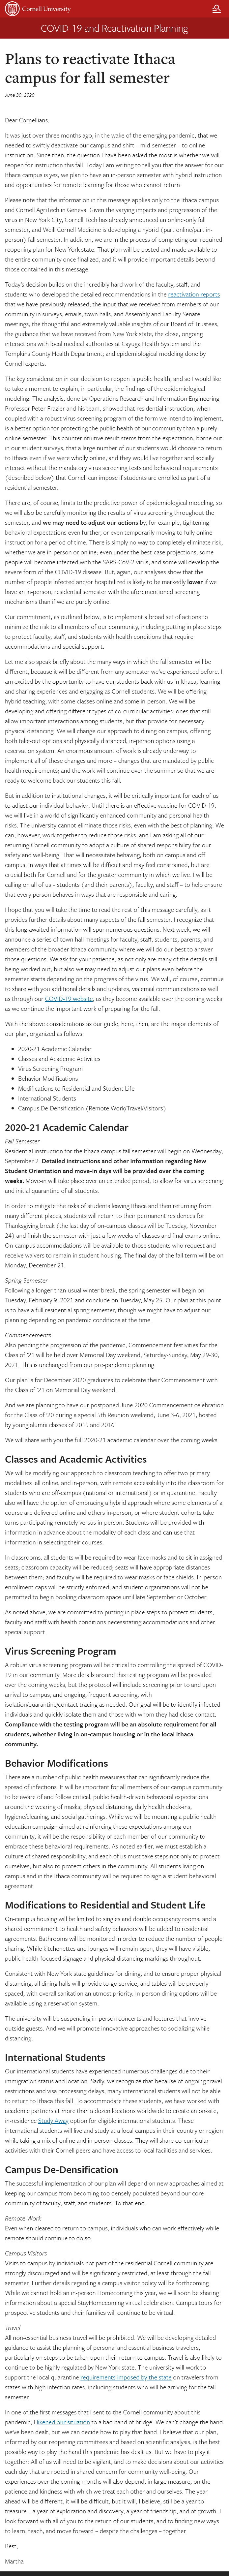 Cornell University
COVID-19 and Reactivation Planning
Plans to reactivate Ithaca
campus for fall semester
June 30, 2020
Dear Cornellians,
It was just over three months ago, in the wake of the emerging pandemic, that we
needed to swiftly deactivate our campus and shift – mid-semester – to online
instruction. Since then, the question I have been asked the most is whether we will
reopen for instruction this fall. Today I am writing to tell you that the answer for our
Ithaca campus is yes, we plan to have an in-person semester with hybrid instruction
and opportunities for remote learning for those who cannot return.
Please note that the information in this message applies only to the Ithaca campus
and Cornell AgriTech in Geneva. Given the varying impacts and progression of the
virus in New York City, Cornell Tech has already announced an online-only fall
semester, and Weill Cornell Medicine is developing a hybrid (part online/part in-
person) fall semester. In addition, we are in the process of completing our required
reopening plan for New York state. That plan will be posted and made available to
the entire community once finalized, and will incorporate important details beyond
those contained in this message.
Today's decision builds on the incredibly hard work of the faculty, staff, and
students who developed the detailed recommendations in the reactivation reports
that we have previously released, the input that we received from members of our
community in surveys, emails, town halls, and Assembly and Faculty Senate
meetings; the thoughtful and extremely valuable insights of our Board of Trustees;
the guidance that we have received from New York state; the close, ongoing
interactions with local medical authorities at Cayuga Health System and the
Tompkins County Health Department; and epidemiological modeling done by
Cornell experts.
The key consideration in our decision to reopen is public health, and so I would like
to take a moment to explain, in particular, the findings of the epidemiological
modeling. The analysis, done by Operations Research and Information Engineering
Professor Peter Frazier and his team, showed that residential instruction, when
coupled with a robust virus screening program of the form we intend to implement,
is a better option for protecting the public health of our community than a purely
online semester. This counterintuitive result stems from the expectation, borne out
in our student surveys, that a large number of our students would choose to return
to Ithaca even if we were wholly online, and they would live together and socially
interact without the mandatory virus screening tests and behavioral requirements
(described below) that Cornell can impose if students are enrolled as part of a
residential semester.
There are, of course, limits to the predictive power of epidemiological modeling, so
we will be carefully monitoring the results of virus screening throughout the
semester, and we may need to adjust our actions by, for example, tightening
behavioral expectations even further, or even temporarily moving to fully online
instruction for a period of time. There is simply no way to completely eliminate risk,
whether we are in-person or online, even under the best-case projections, some
people will become infected with the SARS-CoV-2 virus, and some will develop the
severe form of the COVID-19 disease. But, again, our analyses show that the
number of people infected and/or hospitalized is likely to be markedly lower if we
have an in-person, residential semester with the aforementioned screening
mechanisms than if we are purely online.
Our commitment, as outlined below, is to implement a broad set of actions to
mitigate the risks for members of our community, including putting in place steps
to protect faculty, staff, and students with health conditions that require
accommodations and special support.
Let me also speak briefly about the many ways in which the fall semester will be
different, because it will be different from any semester we've experienced before. I
am excited by the opportunity to have our students back with us in Ithaca, learning
and sharing experiences and engaging as Cornell students. We will be offering
hybrid teaching, with some classes online and some in-person. We will be
developing and offering different types of co-curricular activities: ones that still
allow important interactions among students, but that promote necessary
physical distancing. We will change our approach to dining on campus, offering
both take-out options and physically distanced, in-person options using a
reservation system. An enormous amount of work is already underway to
implement all of these changes and more – changes that are mandated by public
health requirements; and the work will continue over the summer so that we are
ready to welcome back our students this fall.
But in addition to institutional changes, it will be critically important for each of us
to adjust our individual behavior. Until there is an effective vaccine for COVID-19,
we will live in a world of significantly enhanced community and personal health
risks. The virus unfortunately, will not be eliminated before the fall semester begins. We
can, however, work together to reduce those risks, and I am asking all of our
returning Cornell community to adopt a culture of shared responsibility for our
safety and well-being. That will necessitate behaving, both on campus and off
campus, in ways that at times will be difficult and may feel constrained, but are
crucial both for Cornell and for the greater community in which we live. I will be
calling on all of us – students (and their parents), faculty, and staff – to help ensure
that every person behaves in ways that are responsible and caring.
I hope that you will take the time to read the rest of this message carefully, as it
provides further details about many aspects of the fall semester. I recognize that
this long-awaited information will spur numerous questions. Next week, we will
announce a series of town hall meetings for faculty, staff, students, parents, and
members of the broader Ithaca community where we will do our best to answer
those questions. We ask for your patience, as many of the details are still being
being worked out, but also we may need to adjust our plans before the
semester starts depending on the progress of the virus. We will, of course, continue
to share with you additional details and updates, via email communications as well
as through our COVID-19 website, as they become available over the coming weeks
as we continue the important work of preparing for the fall.
With the above considerations as our guide, here, then, are the major elements of
our plan, organized as follows:
2020-21 Academic Calendar
Classes and Academic Activities
Virus Screening Program
Behavior Modifications
Modifications to Residential and Student Life
International Students
Campus De-Densification (Remote Work/Travel/Visitors)
2020-21 Academic Calendar
Fall Semester
Residential instruction for the Ithaca campus fall semester will begin on Wednesday,
September 2. Detailed instructions and other information regarding New
Student Orientation and move-in days will be provided over the coming
weeks. Move-in will take place over an extended period, to allow for virus screening
and initial quarantine of all students.
In order to mitigate the risks of students leaving Ithaca and then returning from
many different places, students will return to their permanent residences for
Thanksgiving break (the last day of on-campus classes will be Tuesday, November
24) and finish the semester with just a few weeks of classes and final exams online.
On-campus accommodations will be available to those students who request and
receive waivers to remain in student housing. The final day of the fall term will be on
Monday, December 21.
Spring Semester
Following a longer-than-usual winter break, the spring semester will begin on
Tuesday, February 9, 2021 and conclude on Tuesday, May 25. Our plan at this point
is to have a full residential spring semester, though we might have to adjust our
planning depending on pandemic conditions at the time.
Commencements
Also pending the progression of the pandemic, Commencement festivities for the
Class of '21 will be held over Memorial Day weekend, Saturday-Sunday, May 29-30,
2021. This is unchanged from our pre-pandemic planning.
Our plan is for December 2020 graduates to celebrate their Commencement with
the Class of '21 on Memorial Day weekend.
And we are planning to have our postponed June 2020 Commencement celebration
for the Class of '20 during a special 5th Reunion weekend, June 3-6, 2021, hosted
by young alumni classes of 2015 and 2016.
We will share with you the full 2020-21 academic calendar over the coming weeks.
Classes and Academic Activities
We will be modifying our approach to classroom teaching to offer two primary
modalities: all online, and in-person, with remote accessibility into the classroom for
students who are off-campus (national or international) or in quarantine. Faculty
also will have the option of embracing a hybrid approach where some elements of a
course are delivered online and others in-person, or where student cohorts take
turns participating remotely versus in-person. Students will be provided with
information in advance about the modality of each class and can use that
information in selecting their courses.
In classrooms, all students will be required to wear face masks and to sit in assigned
seats; classroom capacity will be reduced; seats will have appropriate distances
between them, and faculty will be required to wear masks or face shields. In-person
enrollment caps will be strictly enforced, and student organizations will not be
permitted to begin booking classroom space until late September or October.
As noted above, we are committed to putting in place steps to protect students,
faculty and staff with health conditions necessitating accommodations and other
special support.
Virus Screening Program
A robust virus screening program will be critical to controlling the spread of COVID-
19 in our community. More details around this testing program will be provided
over the coming weeks, but the protocol will include screening prior to and upon
arrival to campus, and ongoing, frequent screening, with
isolation/quarantine/contact tracing as needed. Our goal will be to identify infected
individuals and quickly isolate them and those with whom they had close contact.
Compliance with the testing program will be an absolute requirement for all
students, whether living in on-campus housing or in the local Ithaca
community.
Behavior Modifications
There are a number of public health measures that can significantly reduce the
spread of infections. It will be important for all members of our campus community
to be aware of and follow critical, public health-driven behavioral expectations
around the wearing of masks, physical distancing, daily health check-ins,
hygiene/cleaning, and social gatherings. While we will be mounting a public health
education campaign aimed at reinforcing these expectations among our
community, it will be the responsibility of each member of our community to
embrace these behavioral requirements. As noted earlier, we must establish a
culture of shared responsibility, and each of us must take steps not only to protect
ourselves, but also to protect others in the community. All students living on
campus and in the Ithaca community will be required to sign a student behavioral
agreement.
Modifications to Residential and Student Life
On-campus housing will be limited to singles and double occupancy rooms, and a
shared commitment to health and safety behaviors will be embedded in residential
agreements. Bathrooms will be monitored in order to reduce the number of people
sharing. While kitchenettes and lounges will remain open, they will have visible,
public health-focused signage and physical distancing markings throughout.
Consistent with New York state guidelines for dining, and to ensure proper physical
distancing, all dining halls will provide to-go service, and tables will be properly
spaced, with overall sanitation an utmost priority. In-person dining options will be
available using a reservation system.
The university will be suspending in-person concerts and lectures that involve
outside guests. And we will promote innovative approaches to socializing while
distancing.
International Students
Our international students have experienced numerous challenges due to their
immigration status and location. Sadly, we recognize that because of ongoing travel
restrictions and visa processing delays, many international students will not be able
to return to Ithaca this fall. To accommodate these students, we have worked with
academic partners at more than a dozen locations worldwide to create an on-site,
in-residence Study Away option for eligible international students. These
international students will live and study at a local campus in their country or region
while taking a mix of online and in-person classes. They will share co-curricular
activities with their Cornell peers and have access to local facilities and services.
Campus De-Densification
The successful implementation of our plan will depend on new approaches aimed at
keeping our campus from becoming too densely populated beyond our core
community of faculty, staff, and students. To that end:
Remote Work
Even when cleared to return to campus, individuals who can work effectively while
remote should continue to do so.
Campus Visitors
Visits to campus by individuals not part of the residential Cornell community are
strongly discouraged and will be significantly restricted, at least through the fall
semester. Further details regarding a campus visitor policy will be forthcoming.
While we cannot hold an in-person Homecoming this year, we will soon be sharing
information about a special StayHomecoming virtual celebration. Campus tours for
prospective students and their families will continue to be virtual.
Travel
All non-essential business travel will be prohibited. We will be developing detailed
guidance to assist the planning of personal and essential business travelers,
particularly on steps to be taken upon their return to campus. Travel is also likely to
continue to be highly regulated by New York state. The university will work to
support the local quarantine requirements imposed by the state on travelers from
states with high infection rates, including students who will be arriving for the fall
semester.
In one of the first messages that I sent to the Cornell community about this
pandemic, I likened our situation to a bad hand of bridge: We can't change the hand
we've been dealt, but we can decide how to play that hand. I believe that our plan,
informed by our reopening committees and based on scientific analysis, is the best
possible way to play the hand this pandemic has dealt us. But we have to play it
together. All of us will need to be vigilant, and to make decisions about our activities
each day that are rooted in shared concern for community well-being. Our
experiences over the coming months will also depend, in large measure, on the
patience and kindness with which we treat each other and ourselves. The year
ahead will be different, it will be difficult, but it will, I believe, still be a year to
treasure – a year of exploration and discovery, a year of friendship, and of growth. I
look forward with all of you to the return of our students, and to finding new ways
to learn, teach, and move forward – despite the challenges – together.
Best,
Martha